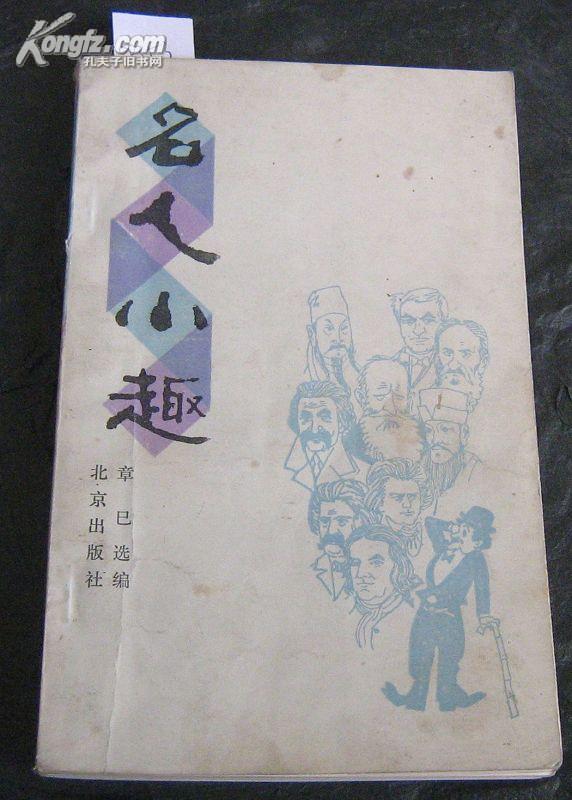 Kongfz.com
孔夫子旧书网
名人小趣
章巳选编
北京出版社